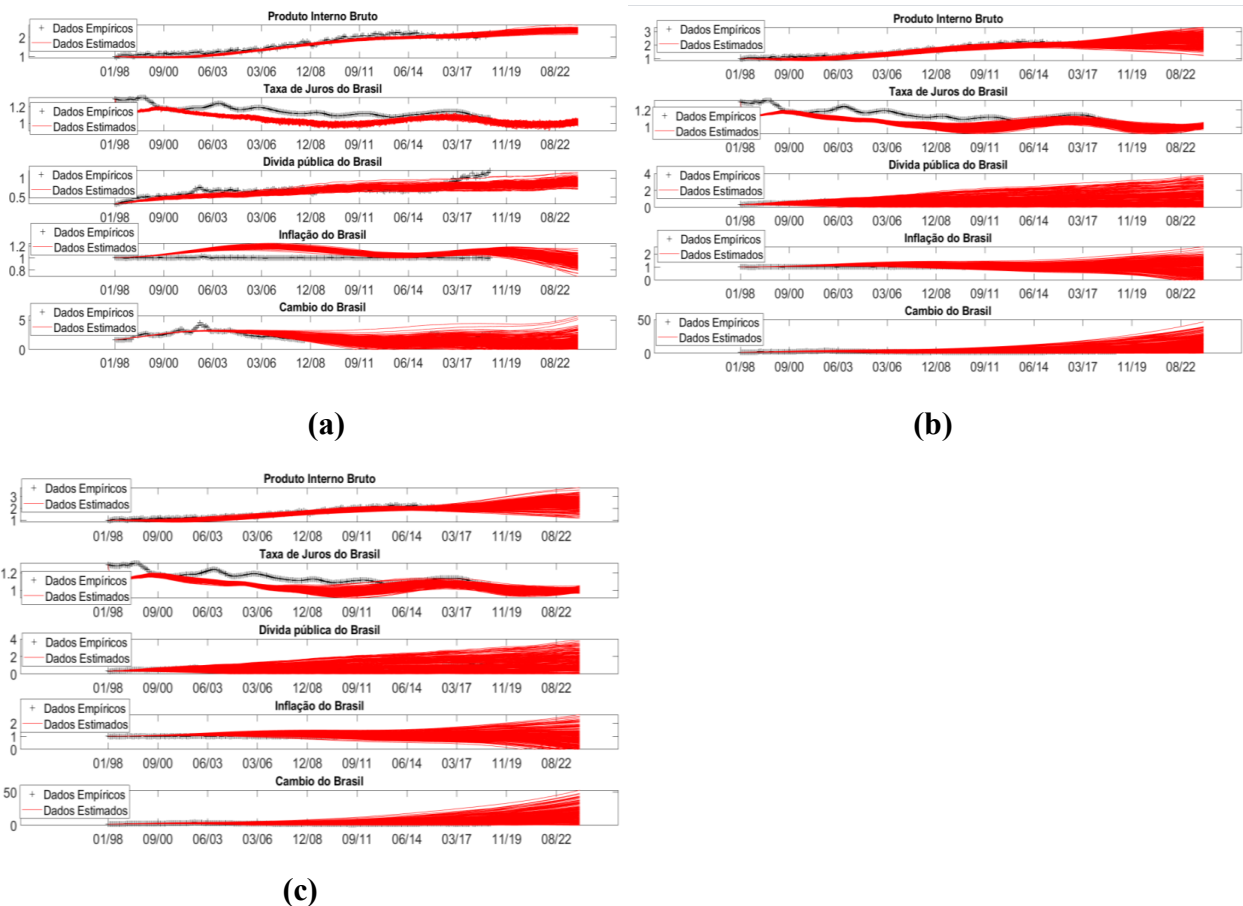 Produto Interno Bruto
+ Dados Empíricos
Dados Estimados
2
1
01/98 09/00 06/03 03/06 12/08 09/11 06/14 03/17 11/19 08/22
Taxa de Juros do Brasil
+ Dados Empíricos
Dados Estimados
1.2
1
01/98 09/00 06/03 03/06 12/08 09/11 06/14 03/17 11/19 08/22
Dívida pública do Brasil
+ Dados Empíricos
Dados Estimados
1
0.5
01/98 09/00 06/03 03/06 12/08 09/11 06/14 03/17 11/19 08/22
Inflação do Brasil
+ Dados Empíricos
Dados Estimados
1.2
1
0.8
01/98 09/00 06/03 03/06 12/08 09/11 06/14 03/17 11/19 08/22
Cambio do Brasil
+ Dados Empíricos
Dados Estimados
5
0
01/98 09/00 06/03 03/06 12/08 09/11 06/14 03/17 11/19 08/22
(a)
Produto Interno Bruto
+ Dados Empíricos
Dados Estimados
3
2
1
01/98 09/00 06/03 03/06 12/08 09/11 06/14 03/17 11/19 08/22
Taxa de Juros do Brasil
+ Dados Empíricos
Dados Estimados
1.2
1
01/98 09/00 06/03 03/06 12/08 09/11 06/14 03/17 11/19 08/22
Dívida pública do Brasil
+ Dados Empíricos
Dados Estimados
4
2
0
01/98 09/00 06/03 03/06 12/08 09/11 06/14 03/17 11/19 08/22
Inflação do Brasil
+ Dados Empíricos
Dados Estimados
2
1
0
01/98 09/00 06/03 03/06 12/08 09/11 06/14 03/17 11/19 08/22
Cambio do Brasil
+ Dados Empíricos
Dados Estimados
50
0
01/98 09/00 06/03 03/06 12/08 09/11 06/14 03/17 11/19 08/22
(b)
Produto Interno Bruto
+ Dados Empíricos
Dados Estimados
3
2
1
01/98 09/00 06/03 03/06 12/08 09/11 06/14 03/17 11/19 08/22
Taxa de Juros do Brasil
+ Dados Empíricos
Dados Estimados
1.2
1
01/98 09/00 06/03 03/06 12/08 09/11 06/14 03/17 11/19 08/22
Dívida pública do Brasil
+ Dados Empíricos
Dados Estimados
4
2
0
01/98 09/00 06/03 03/06 12/08 09/11 06/14 03/17 11/19 08/22
Inflação do Brasil
+ Dados Empíricos
Dados Estimados
2
1
0
01/98 09/00 06/03 03/06 12/08 09/11 06/14 03/17 11/19 08/22
Cambio do Brasil
+ Dados Empíricos
Dados Estimados
50
0
01/98 09/00 06/03 03/06 12/08 09/11 06/14 03/17 11/19 08/22
(c)